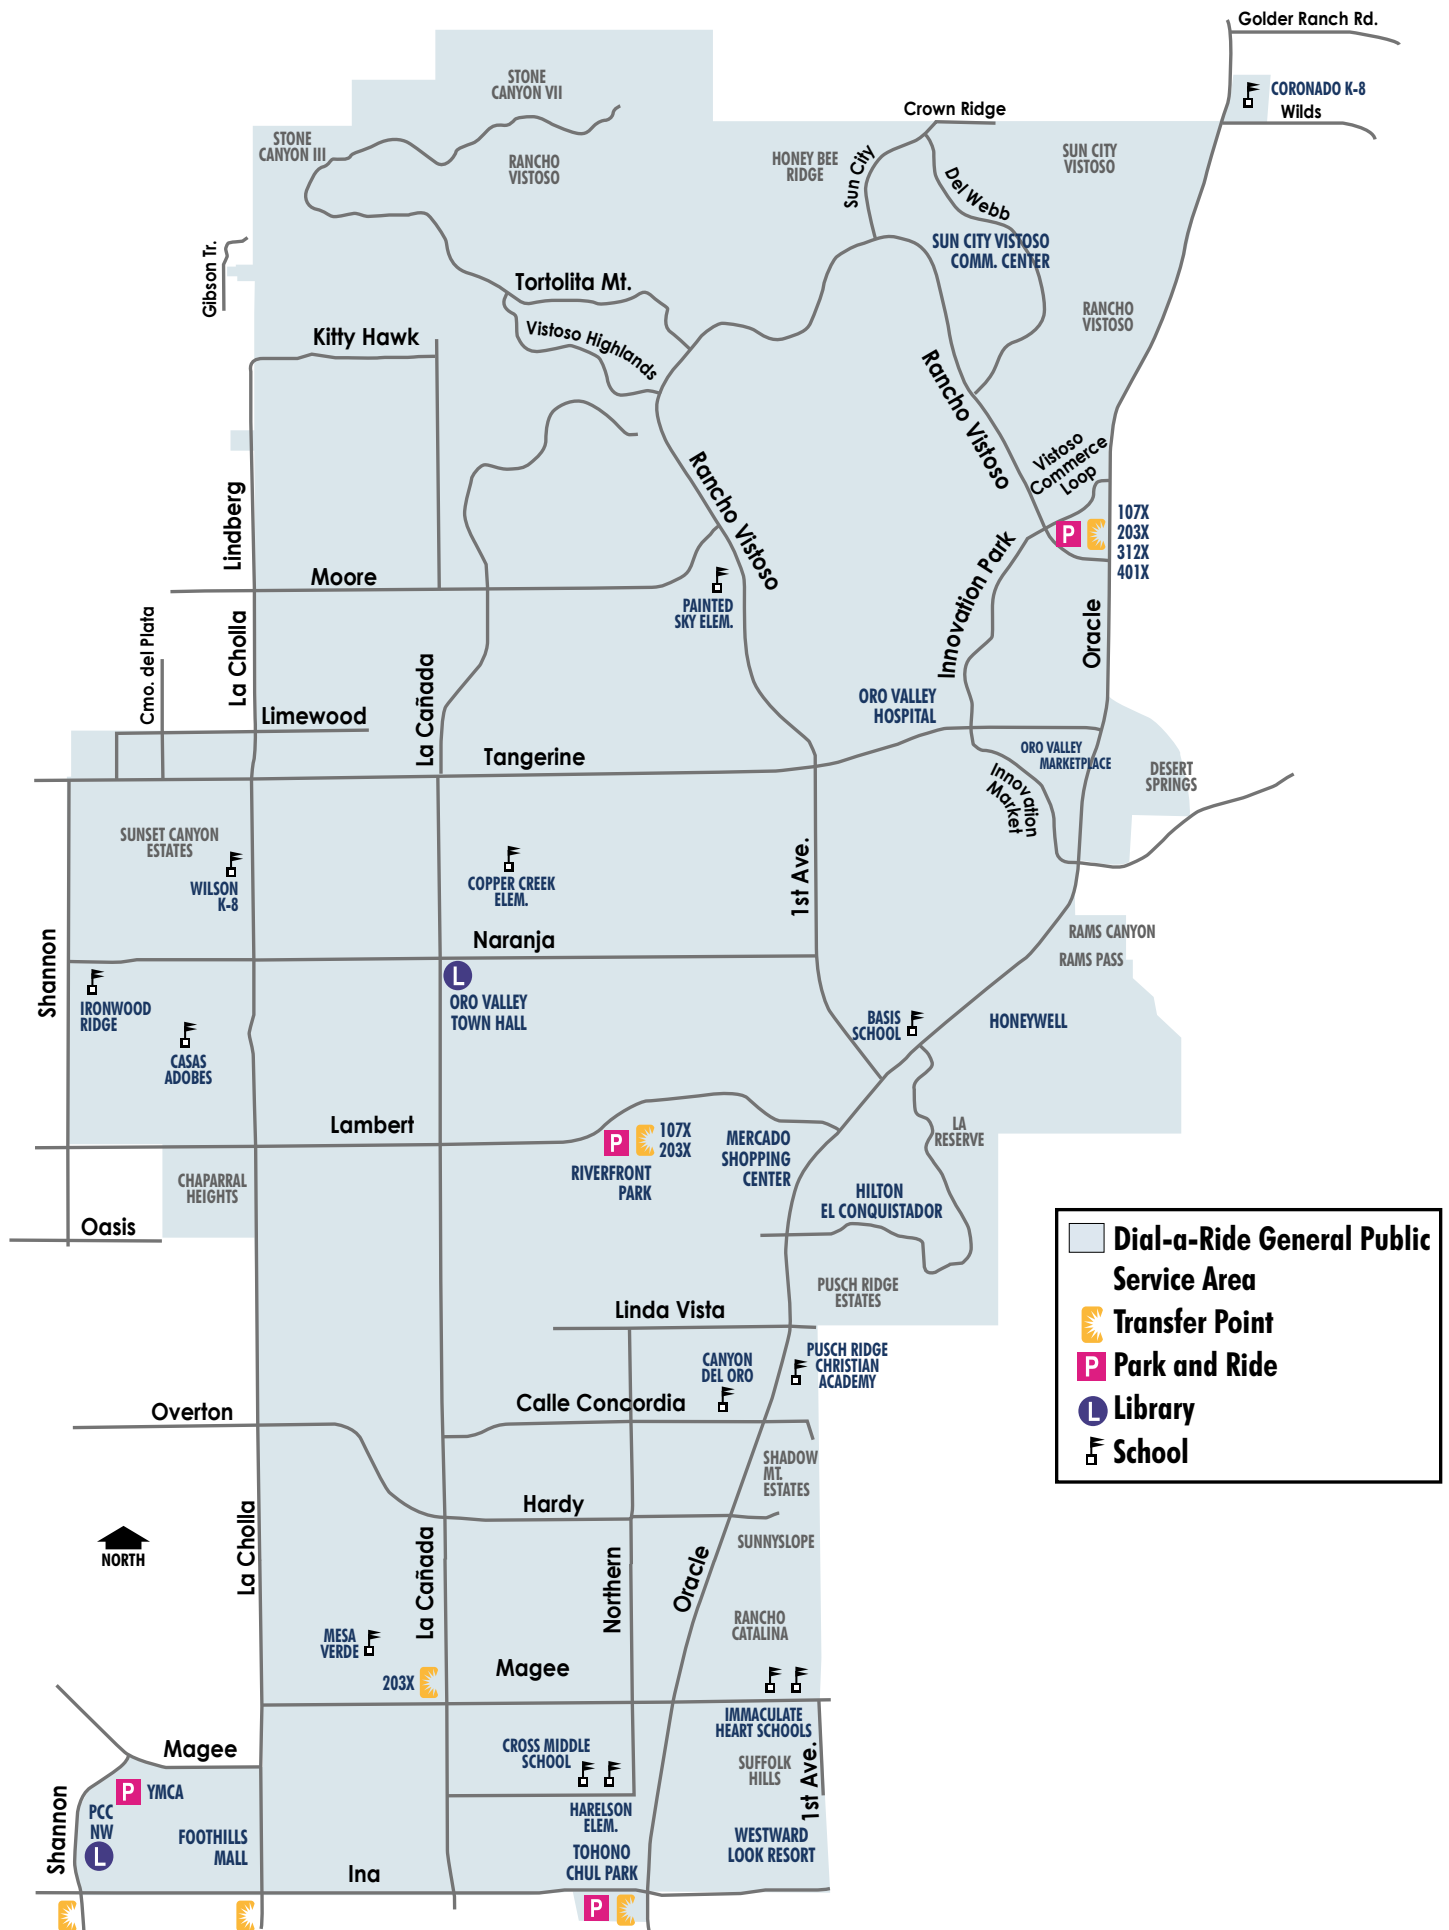 Golder Ranch Rd.
CORONADO K-8
Wilds
Crown Ridge
STONE
CANYON VII
STONE
CANYON III
RANCHO
VISTOSO
HONEY BEE
RIDGE
Sun City
SUN CITY
VISTOSO
Del Webb
SUN CITY VISTOSO
COMM. CENTER
Gibson Tr.
Tortolita Mt.
Vistoso Highlands
Kitty Hawk
RANCHO
VISTOSO
Rancho Vistoso
Vistoso
Commerce
Loop
Rancho Vistoso
Lindberg
P
107X
203X
312X
401X
Moore
PAINTED
SKY ELEM.
Innovation Park
Oracle
Cmo. del Plata
La Cholla
La Cañada
Limewood
ORO VALLEY
HOSPITAL
Tangerine
ORO VALLEY
MARKETPLACE
DESERT
SPRINGS
Innovation
Market
SUNSET CANYON
ESTATES
WILSON
K-8
COPPER CREEK
ELEM.
1st Ave.
Shannon
Naranja
RAMS CANYON
RAMS PASS
L
ORO VALLEY
TOWN HALL
IRONWOOD
RIDGE
CASAS
ADOBES
BASIS
SCHOOL
HONEYWELL
Lambert
P
107X
203X
RIVERFRONT
PARK
MERCADO
SHOPPING
CENTER
LA
RESERVE
CHAPARRAL
HEIGHTS
HILTON
EL CONQUISTADOR
Oasis
PUSCH RIDGE
ESTATES
Linda Vista
CANYON
DEL ORO
PUSCH RIDGE
CHRISTIAN
ACADEMY
Dial-a-Ride General Public
Service Area
Transfer Point
P Park and Ride
L Library
School
Overton
Calle Concordia
SHADOW
MT.
ESTATES
Hardy
SUNNYSLOPE
NORTH
La Cholla
La Cañada
Northern
Oracle
RANCHO
CATALINA
MESA
VERDE
203X
Magee
IMMACULATE
HEART SCHOOLS
Magee
CROSS MIDDLE
SCHOOL
SUFFOLK
HILLS
1st Ave.
P YMCA
PCC
NW
L
Shannon
FOOTHILLS
MALL
HARELSON
ELEM.
WESTWARD
LOOK RESORT
TOHONO
CHUL PARK
Ina
P